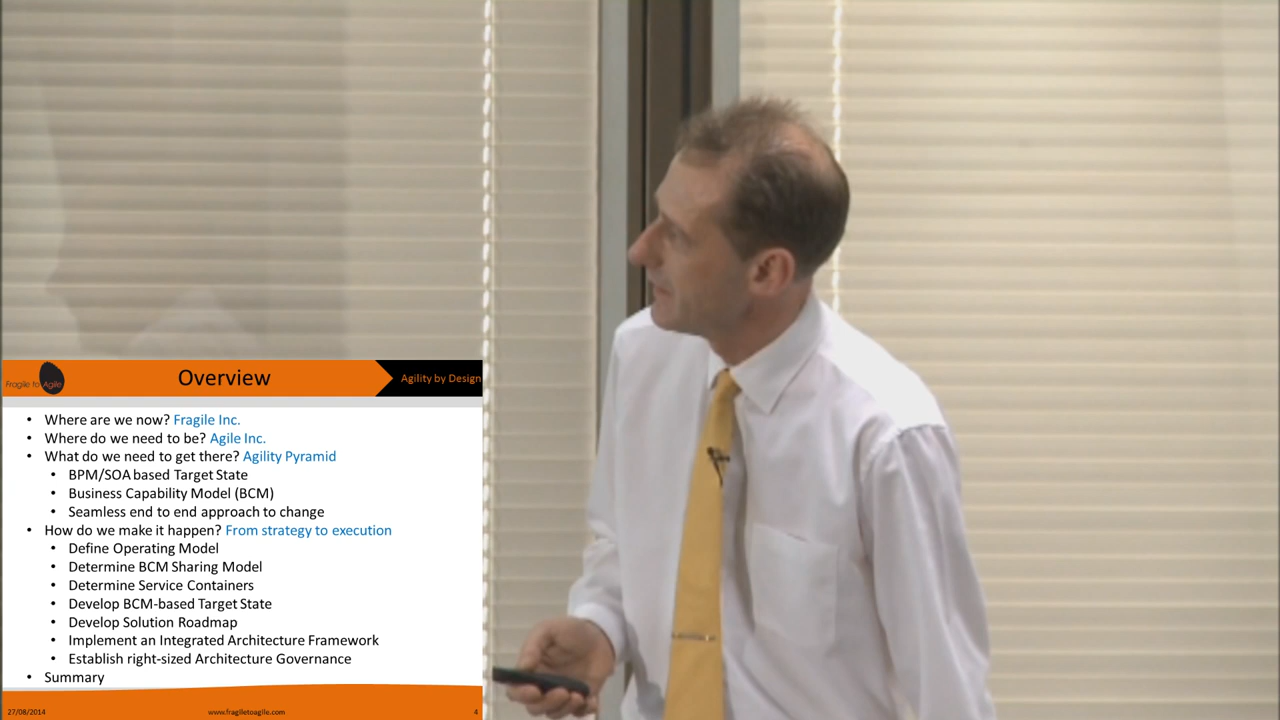 Fragile to Agile
Overview
Agility by Design
• Where are we now? Fragile Inc.
• Where do we need to be? Agile Inc.
• What do we need to get there? Agility Pyramid
• BPM/SOA based Target State
• Business Capability Model (BCM)
• Seamless end to end approach to change
• How do we make it happen? From strategy to execution
• Define Operating Model
• Determine BCM Sharing Model
• Determine Service Containers
• Develop BCM-based Target State
• Develop Solution Roadmap
• Implement an Integrated Architecture Framework
• Establish right-sized Architecture Governance
• Summary
27/08/2014
www.fragiletoagile.com
4